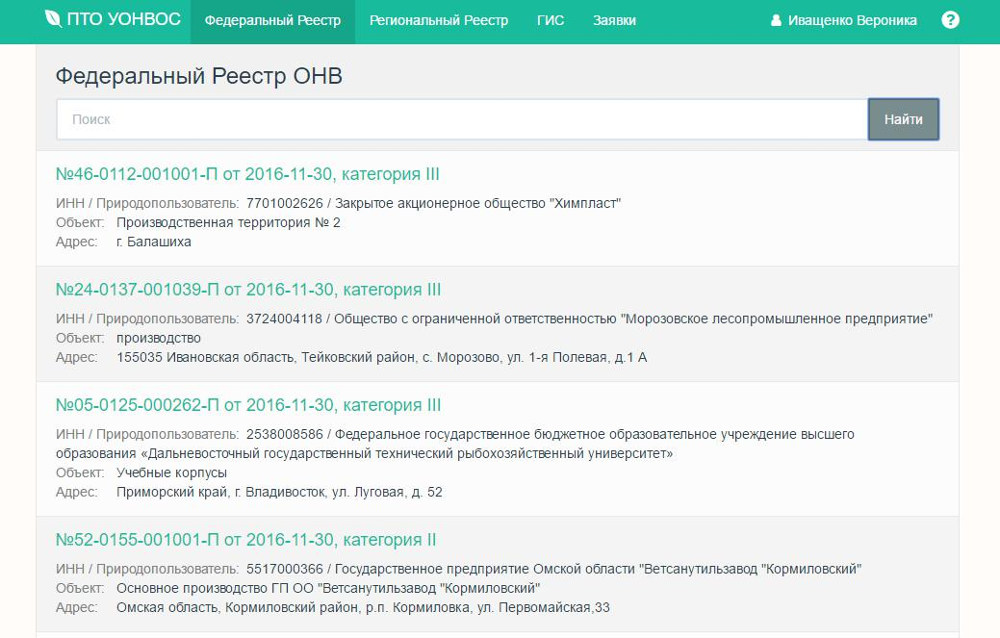 ПТО УОНВОС Федеральный Реестр Региональный Реестр ГИС Заявки Иващенко Вероника ?
Федеральный Реестр ОНВ
Поиск Найти
№46-0112-001001-П от 2016-11-30, категория III
ИНН / Природопользователь: 7701002626 / Закрытое акционерное общество "Химпласт"
Объект: Производственная территория № 2
Адрес: г. Балашиха
№24-0137-001039-П от 2016-11-30, категория III
ИНН / Природопользователь: 3724004118 / Общество с ограниченной ответственностью "Морозовское лесопромышленное предприятие"
Объект: производство
Адрес: 155035 Ивановская область, Тейковский район, с. Морозово, ул. 1-я Полевая, д.1 А
№05-0125-000262-П от 2016-11-30, категория III
ИНН / Природопользователь: 2538008586 / Федеральное государственное бюджетное образовательное учреждение высшего
образования «Дальневосточный государственный технический рыбохозяйственный университет»
Объект: Учебные корпусы
Адрес: Приморский край, г. Владивосток, ул. Луговая, д. 52
№52-0155-001001-П от 2016-11-30, категория II
ИНН / Природопользователь: 5517000366 / Государственное предприятие Омской области "Ветсанутильзавод "Кормиловский"
Объект: Основное производство ГП ОО "Ветсанутильзавод "Кормиловский"
Адрес: Омская область, Кормиловский район, р.п. Кормиловка, ул. Первомайская,33